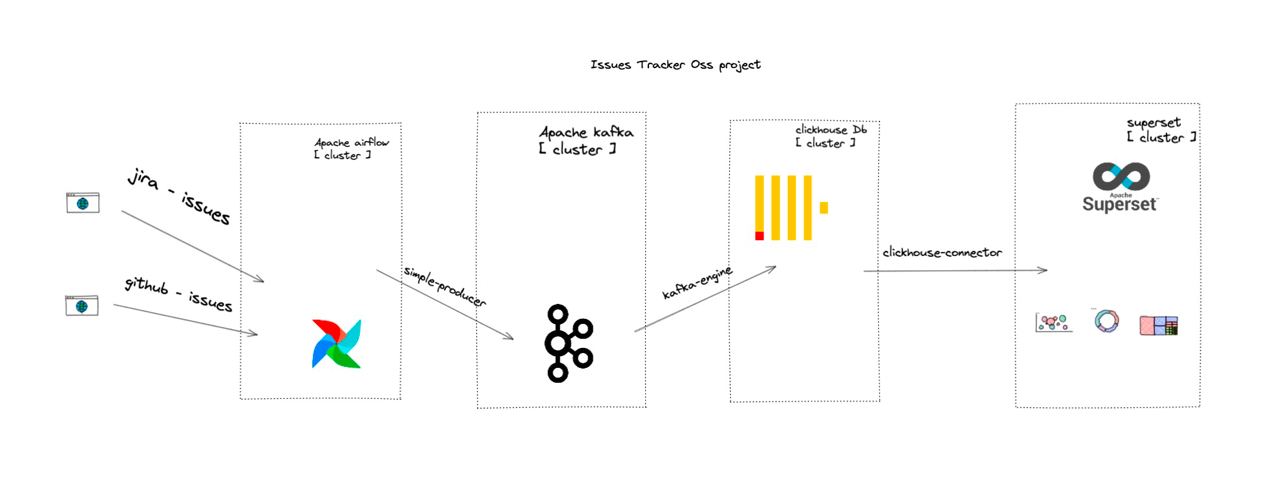 Issues Tracker Oss project
jira - issues
github - issues
Apache airflow
[ cluster ]
simple-producer
Apache kafka
[ cluster ]
kafka-engine
clickhouse Db
[ cluster ]
clickhouse-connector
superset
[ cluster ]
Apache
Superset